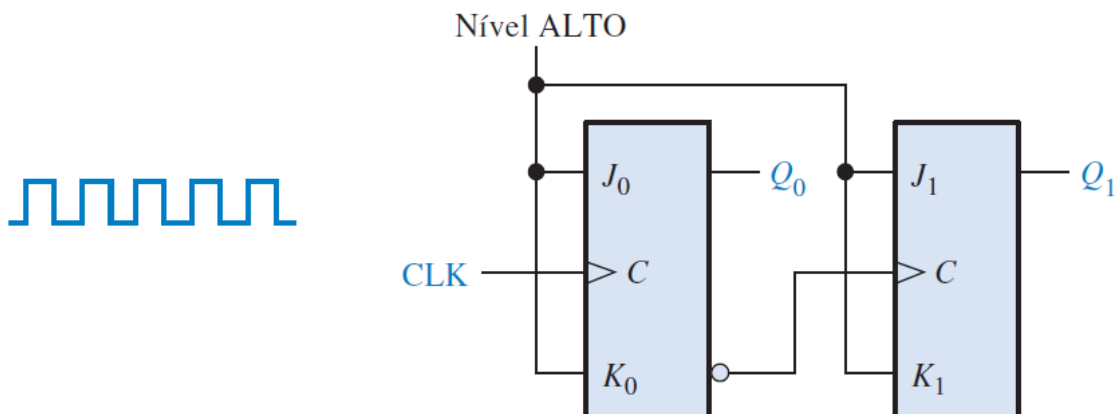 Nível ALTO
J₀ Q₀ J₁ Q₁
CLK C C
K₀ K₁